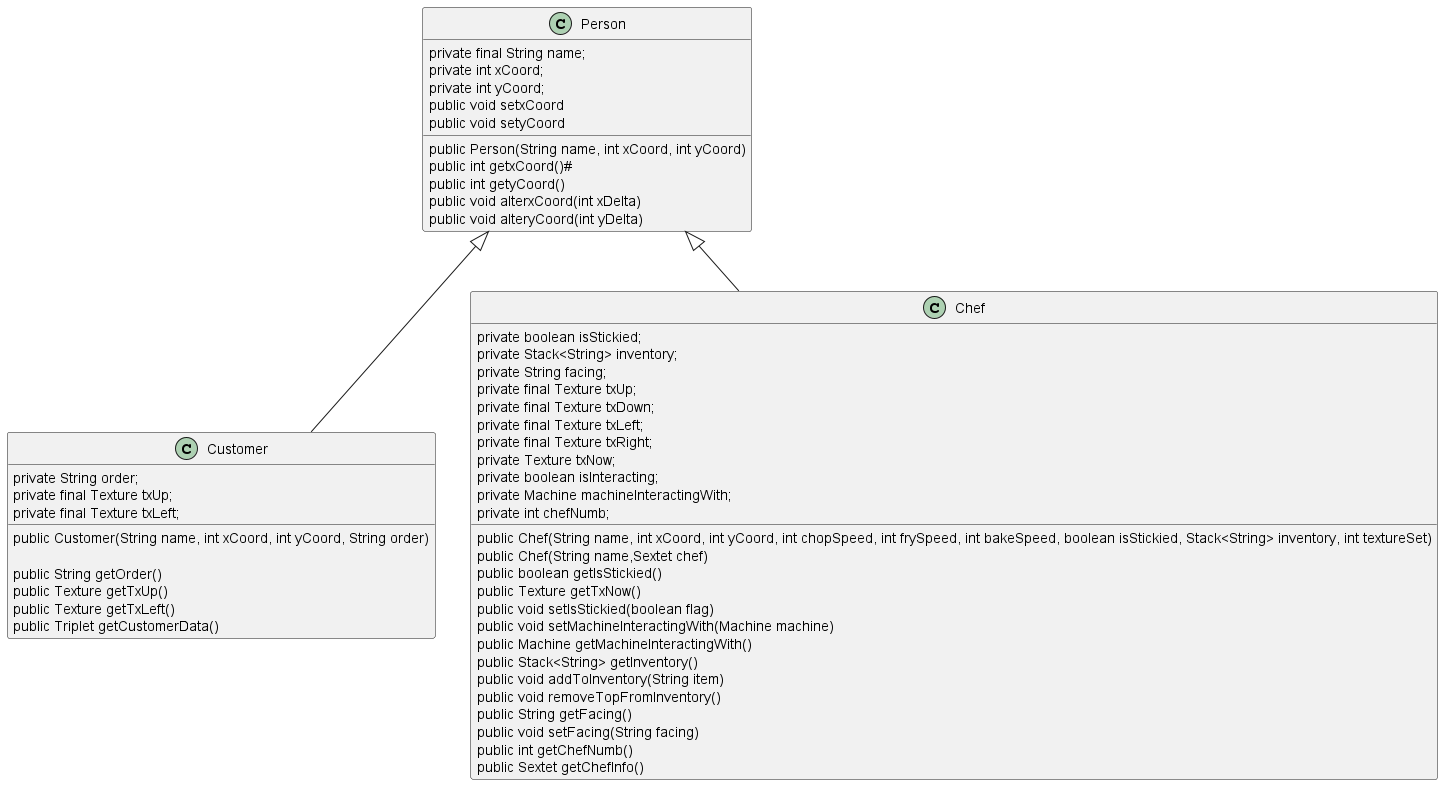 C Person
private final String name;
private int xCoord;
private int yCoord;
public void setxCoord
public void setyCoord
public Person(String name, int xCoord, int yCoord)
public int getxCoord()#
public int getyCoord()
public void alterxCoord(int xDelta)
public void alteryCoord(int yDelta)
C Customer
private String order;
private final Texture txUp;
private final Texture txLeft;
public Customer(String name, int xCoord, int yCoord, String order)
public String getOrder()
public Texture getTxUp()
public Texture getTxLeft()
public Triplet getCustomerData()
C Chef
private boolean isStickied;
private Stack<String> inventory;
private String facing;
private final Texture txUp;
private final Texture txDown;
private final Texture txLeft;
private final Texture txRight;
private Texture txNow;
private boolean isInteracting;
private Machine machineInteractingWith;
private int chefNumb;
public Chef(String name, int xCoord, int yCoord, int chopSpeed, int frySpeed, int bakeSpeed, boolean isStickied, Stack<String> inventory, int textureSet)
public Chef(String name,Sextet chef)
public boolean getIsStickied()
public Texture getTxNow()
public void setIsStickied(boolean flag)
public void setMachineInteractingWith(Machine machine)
public Machine getMachineInteractingWith()
public Stack<String> getInventory()
public void addToInventory(String item)
public void removeTopFromInventory()
public String getFacing()
public void setFacing(String facing)
public int getChefNumb()
public Sextet getChefInfo()